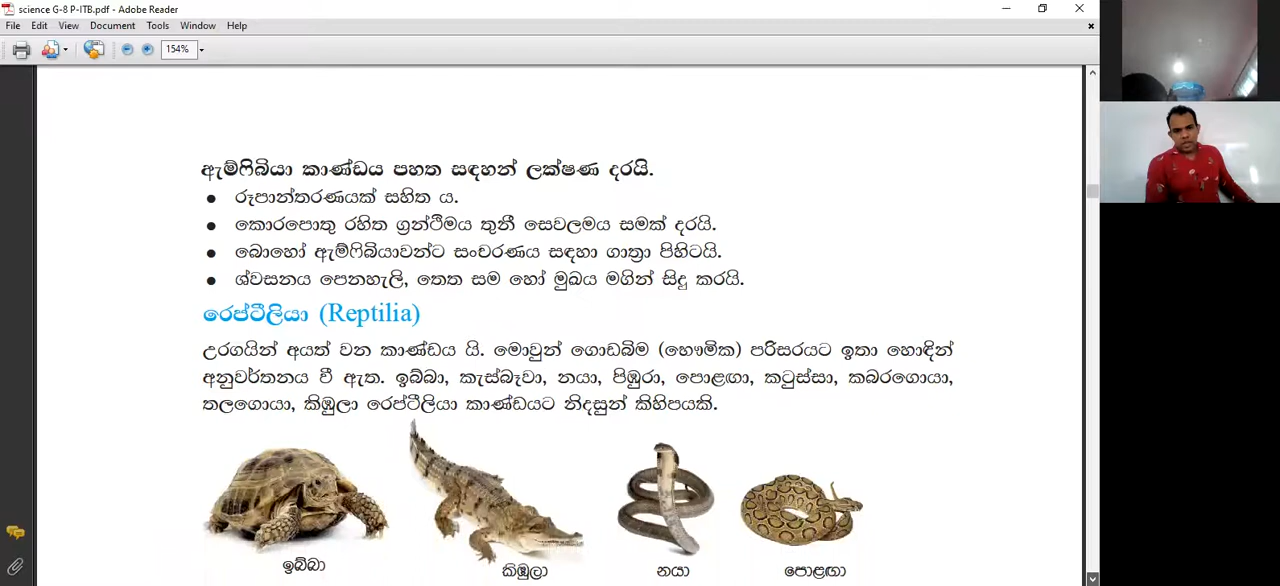 science G-8 P-ITB.pdf - Adobe Reader
File Edit View Document Tools Window Help
154%
ඇම්ෆිබියා කාණ්ඩය පහත සඳහන් ලක්ෂණ දරයි.
● රූපාන්තරණයක් සහිත ය.
● කොරපොතු රහිත ග්‍රන්ථිමය තුනී සෙවලමය සමක් දරයි.
● බොහෝ ඇම්ෆිබියාවන්ට සංචරණය සඳහා ගාත්‍රා පිහිටයි.
● ශ්වසනය පෙනහැලි, තෙත සම හෝ මුඛය මගින් සිදු කරයි.
රෙප්ටීලියා (Reptilia)
උරගයින් අයත් වන කාණ්ඩය යි. මොවුන් ගොඩබිම (භෞමික) පරිසරයට ඉතා හොඳින්
අනුවර්තනය වී ඇත. ඉබ්බා, කැස්බෑවා, නයා, පිඹුරා, පොළඟා, කටුස්සා, කබරගොයා,
තලගොයා, කිඹුලා රෙප්ටීලියා කාණ්ඩයට නිදසුන් කිහිපයකි.
ඉබ්බා කිඹුලා නයා පොළඟා